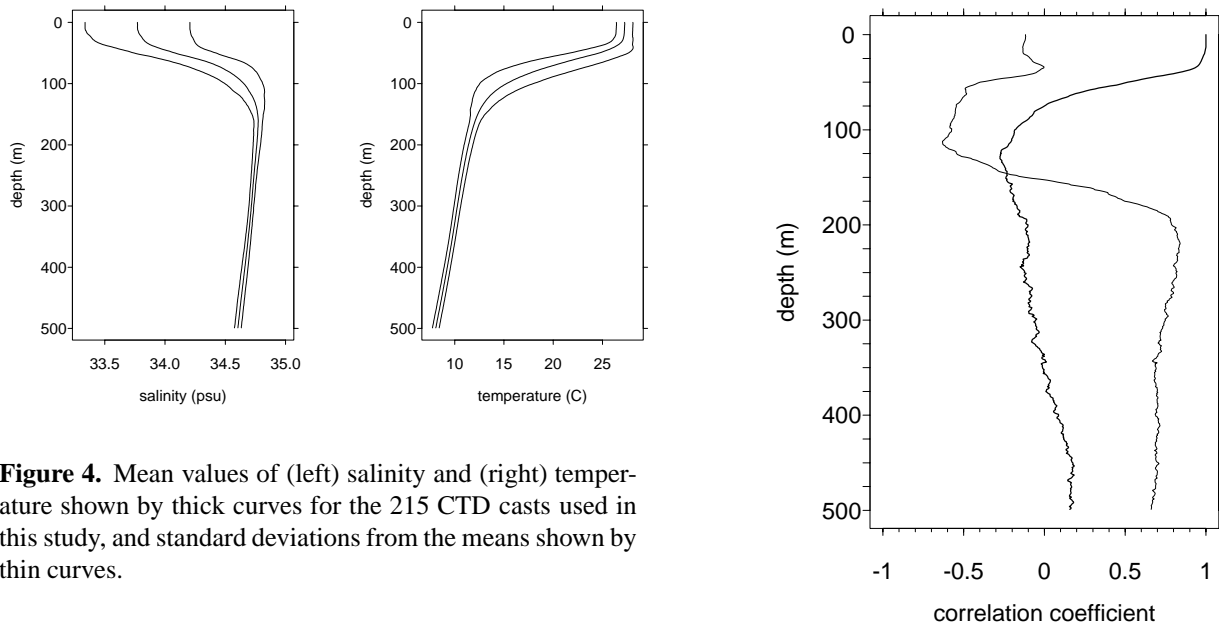 0
100
200
300
400
500
depth (m)
33.5 34.0 34.5 35.0
salinity (psu)
0
100
200
300
400
500
depth (m)
10 15 20 25
temperature (C)
Figure 4. Mean values of (left) salinity and (right) temper-
ature shown by thick curves for the 215 CTD casts used in
this study, and standard deviations from the means shown by
thin curves.
0
100
200
300
400
500
depth (m)
-1 -0.5 0 0.5 1
correlation coefficient